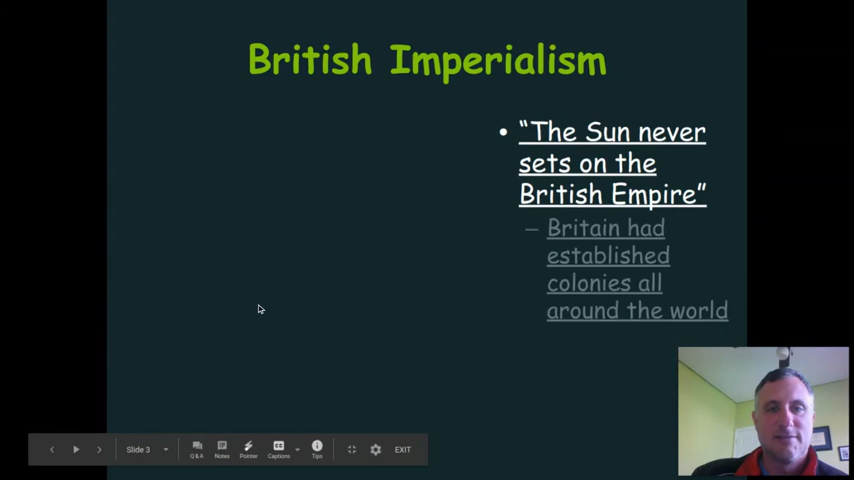 British Imperialism
• “The Sun never
sets on the
British Empire”
– Britain had
established
colonies all
around the world
Slide 3
Q&A
Notes
Pointer
CC
Captions
Tips
EXIT